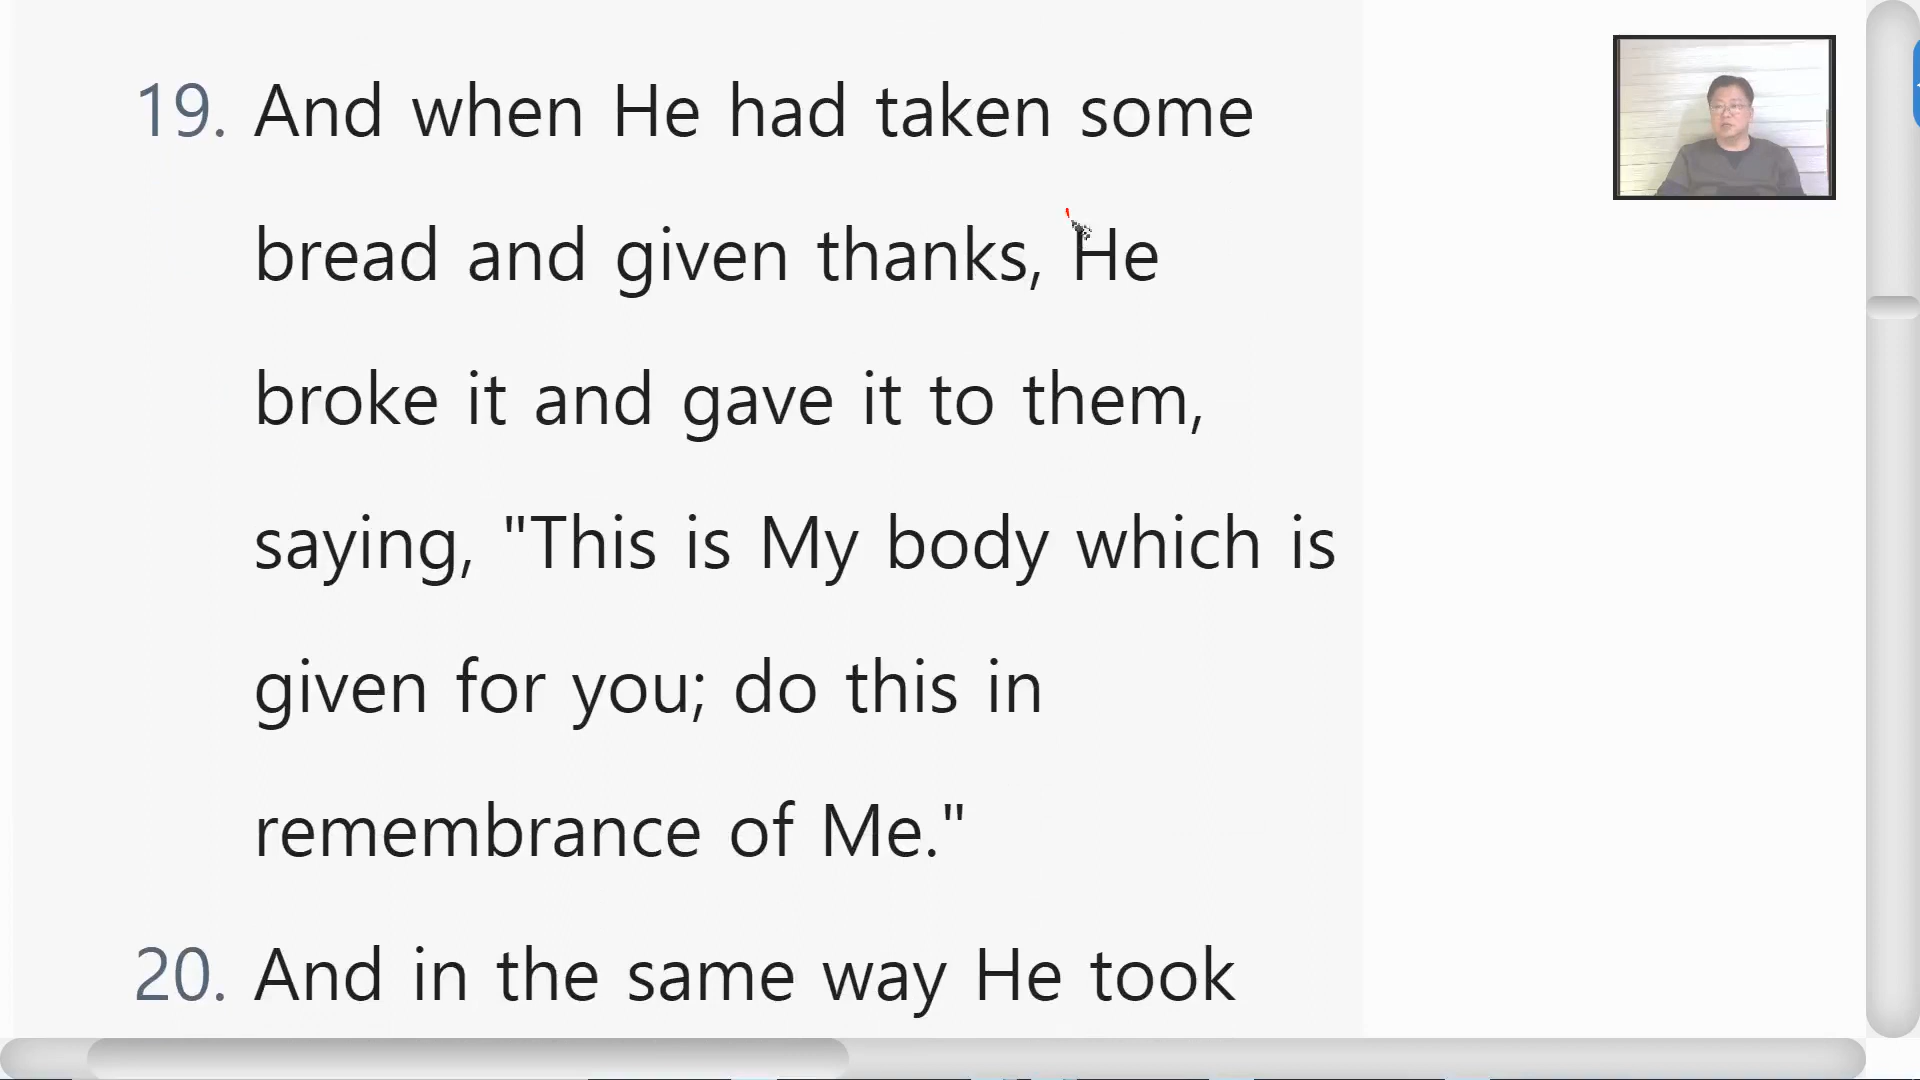 19. And when He had taken some
bread and given thanks, He
broke it and gave it to them,
saying, "This is My body which is
given for you; do this in
remembrance of Me."
20. And in the same way He took